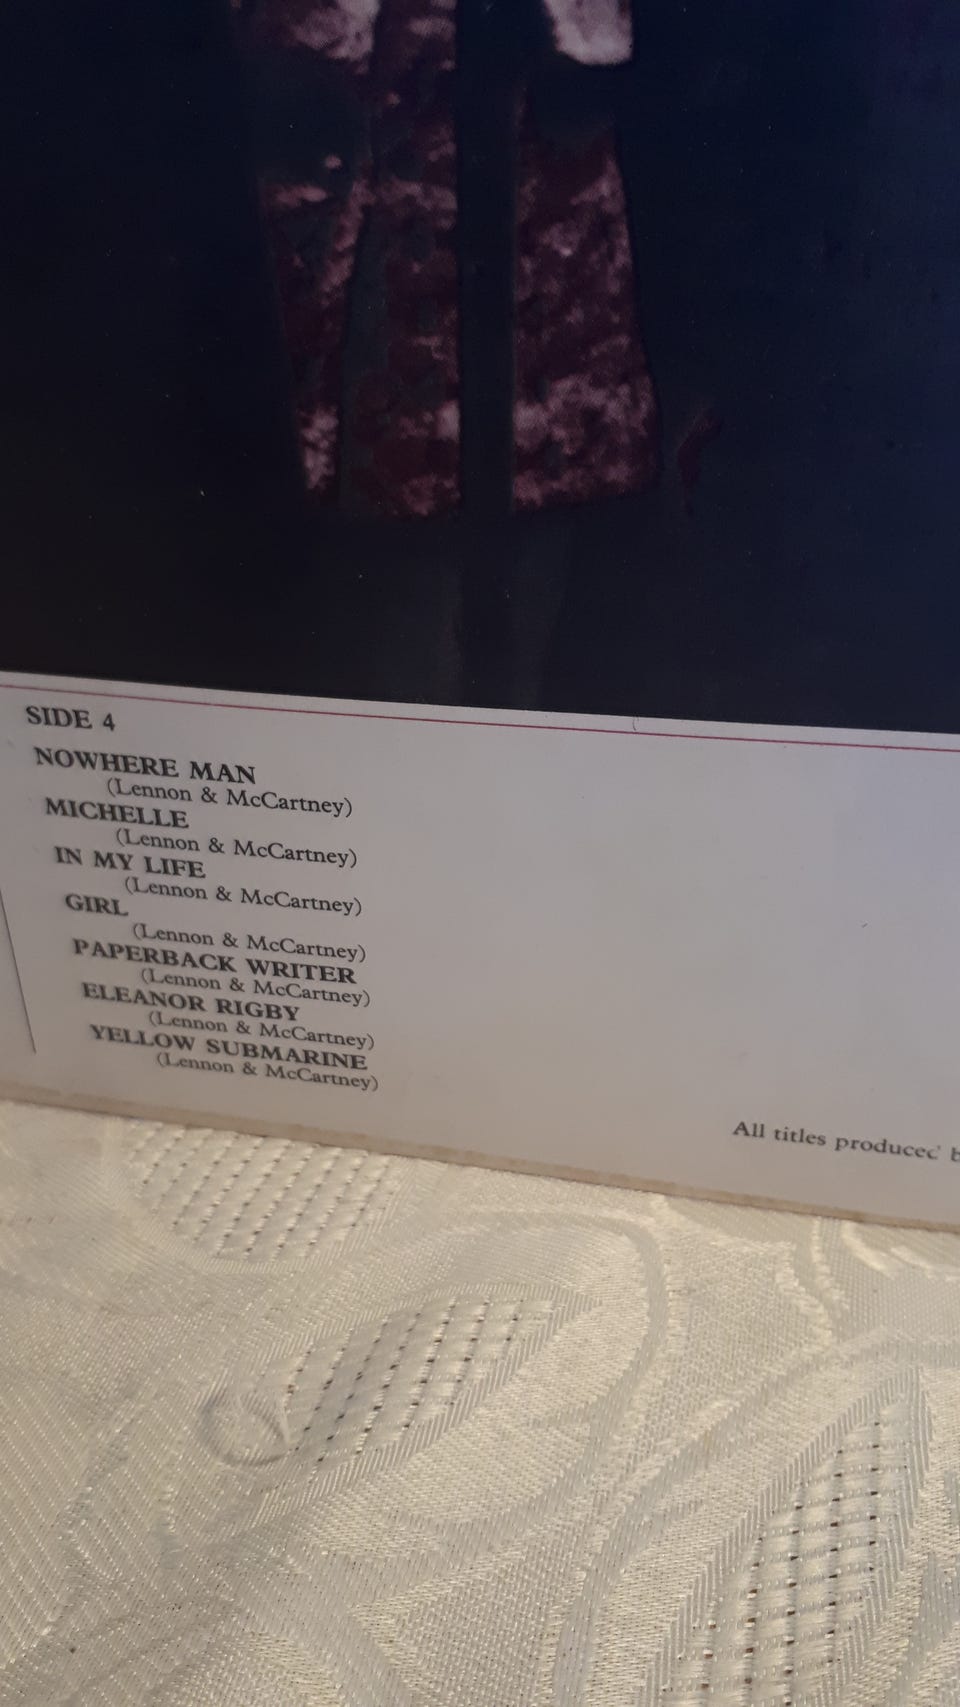 SIDE 4
NOWHERE MAN
(Lennon & McCartney)
MICHELLE
(Lennon & McCartney)
IN MY LIFE
(Lennon & McCartney)
GIRL
(Lennon & McCartney)
PAPERBACK WRITER
(Lennon & McCartney)
ELEANOR RIGBY
(Lennon & McCartney)
YELLOW SUBMARINE
(Lennon & McCartney)
All titles produced b